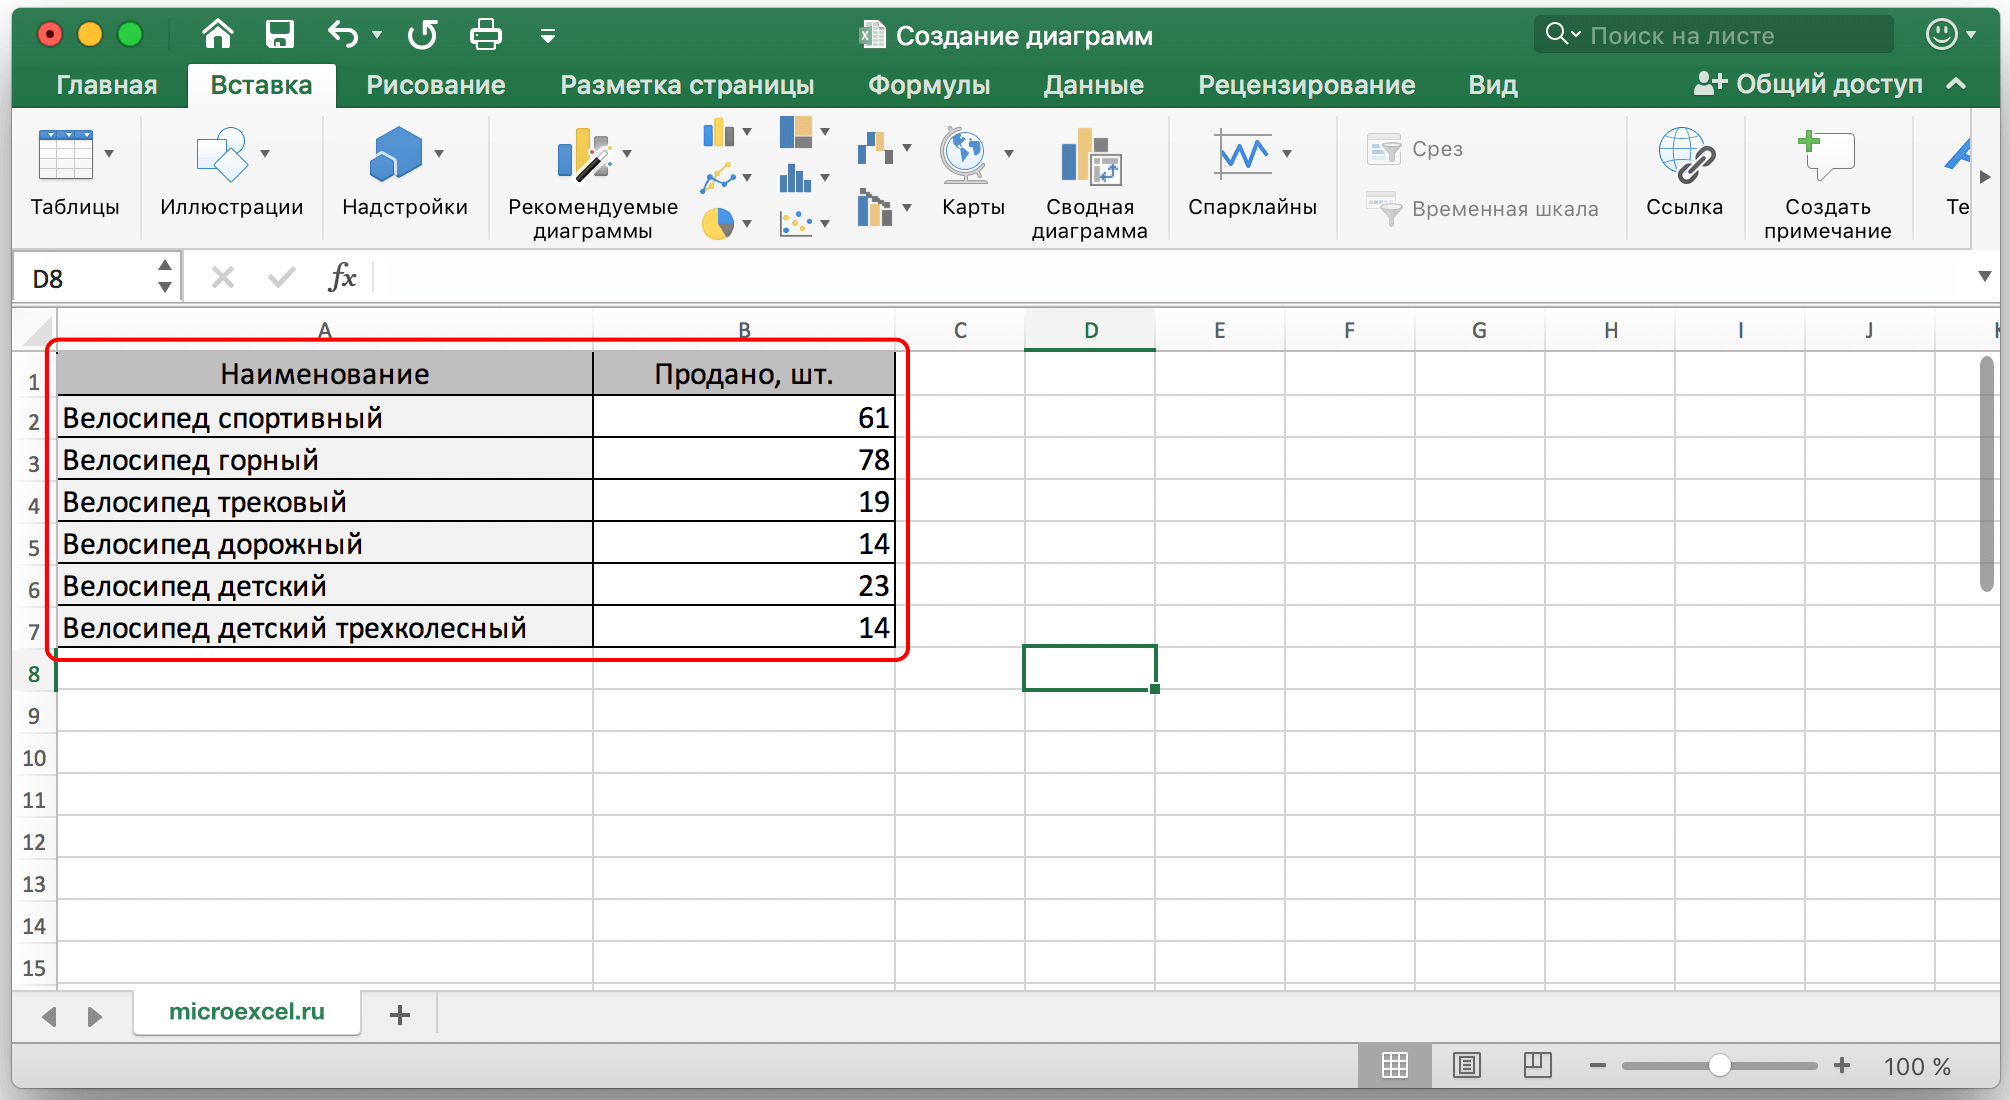 Создание диаграмм
Поиск на листе
Главная Вставка Рисование Разметка страницы Формулы Данные Рецензирование Вид Общий доступ
Таблицы
Иллюстрации
Надстройки
Рекомендуемые
диаграммы
Карты
Сводная
диаграмма
Спарклайны
Срез
Временная шкала
Ссылка
Создать
примечание
Те
D8 fx
A B C D E F G H I J
1 Наименование Продано, шт.
2 Велосипед спортивный 61
3 Велосипед горный 78
4 Велосипед трековый 19
5 Велосипед дорожный 14
6 Велосипед детский 23
7 Велосипед детский трехколесный 14
8
9
10
11
12
13
14
15
microexcel.ru +
100 %